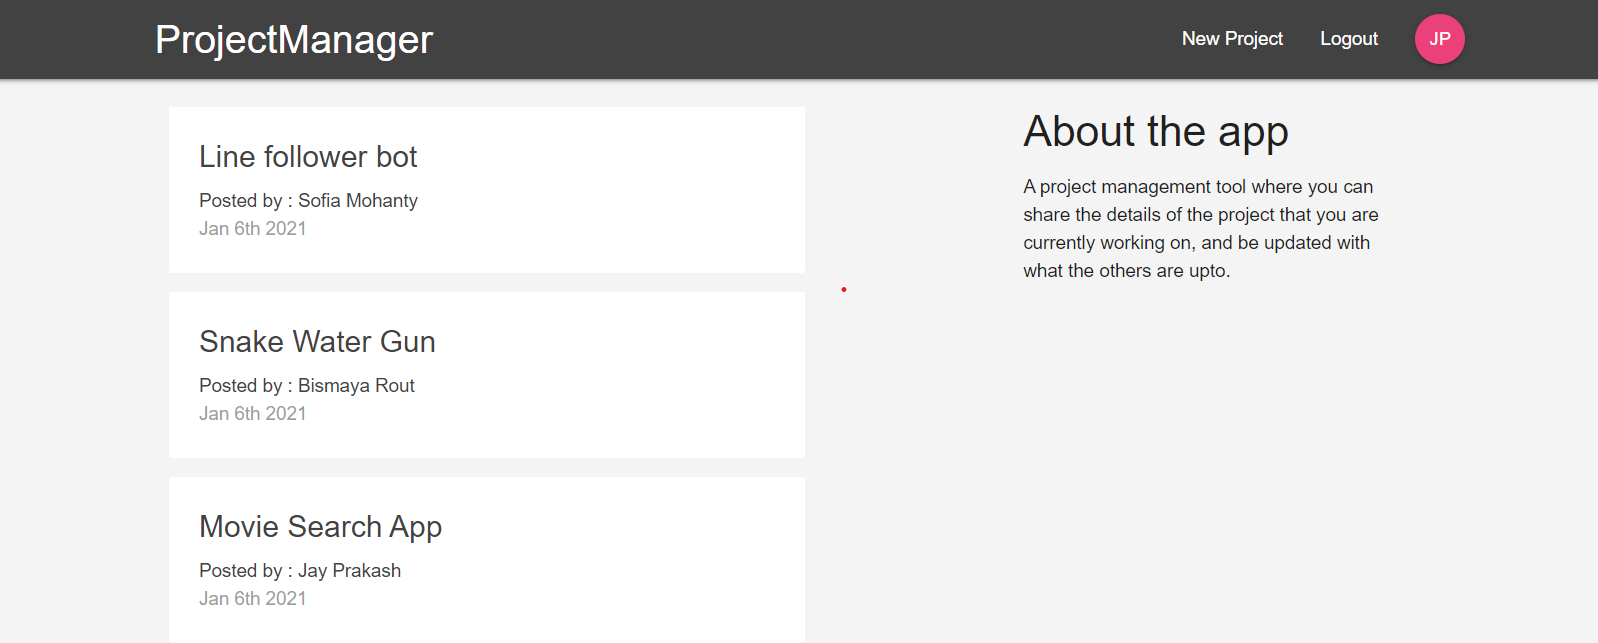 ProjectManager
New Project
Logout
JP
Line follower bot
Posted by : Sofia Mohanty
Jan 6th 2021
Snake Water Gun
Posted by : Bismaya Rout
Jan 6th 2021
Movie Search App
Posted by : Jay Prakash
Jan 6th 2021
About the app
A project management tool where you can
share the details of the project that you are
currently working on, and be updated with
what the others are upto.